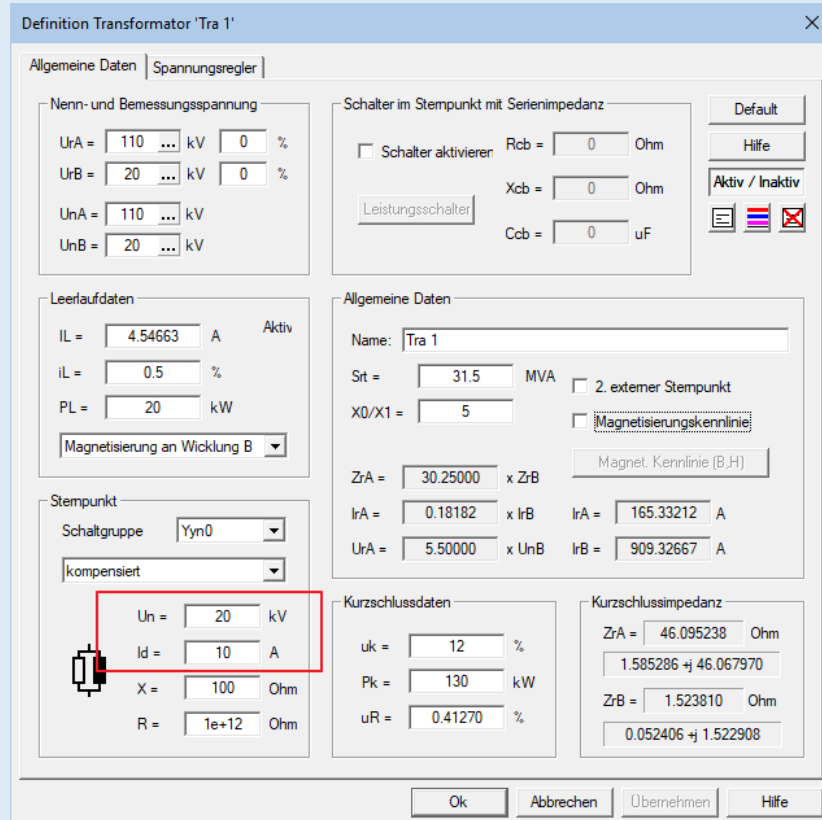 Definition Transformator 'Tra 1'
Allgemeine Daten
Spannungsregler
Nenn- und Bemessungsspannung
UrA = 110 ... kV 0 %
UrB = 20 ... kV 0 %
UnA = 110 ... kV
UnB = 20 ... kV
Schalter im Sternpunkt mit Serienimpedanz
Schalter aktivieren
Leistungsschalter
Rcb = 0 Ohm
Xcb = 0 Ohm
Ccb = 0 uF
Default
Hilfe
Aktiv / Inaktiv
Leerlaufdaten
IL = 4.54663 A Aktiv
iL = 0.5 %
PL = 20 kW
Magnetisierung an Wicklung B
Allgemeine Daten
Name: Tra 1
Srt = 31.5 MVA
2. externer Sternpunkt
X0/X1 = 5
Magnetisierungskennlinie
Magnet. Kennlinie (B,H)
ZrA = 30.25000 x ZrB
IrA = 0.18182 x IrB IrA = 165.33212 A
UrA = 5.50000 x UnB IrB = 909.32667 A
Sternpunkt
Schaltgruppe Yyn0
kompensiert
Un = 20 kV
Id = 10 A
X = 100 Ohm
R = 1e+12 Ohm
Kurzschlussdaten
uk = 12 %
Pk = 130 kW
uR = 0.41270 %
Kurzschlussimpedanz
ZrA = 46.095238 Ohm
1.585286 +j 46.067970
ZrB = 1.523810 Ohm
0.052406 +j 1.522908
Ok
Abbrechen
Übernehmen
Hilfe